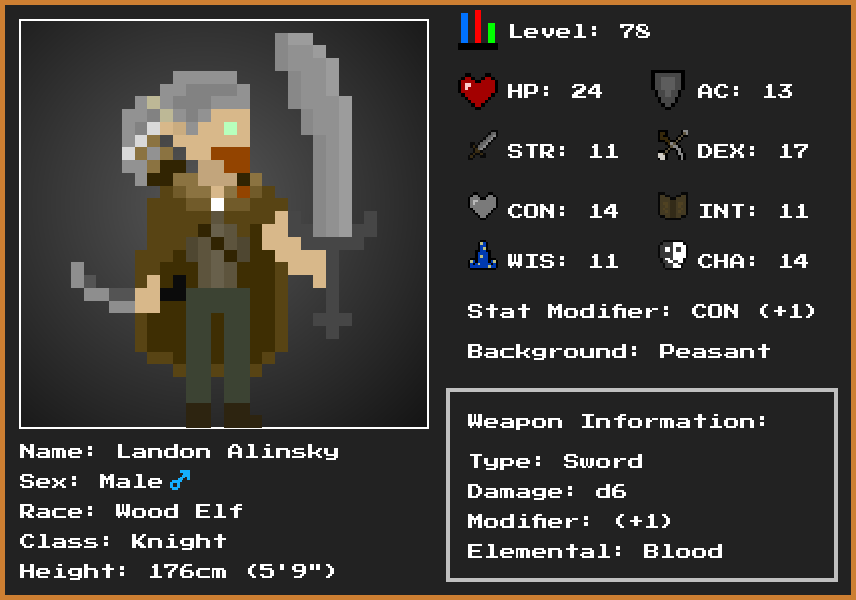 Level: 78
HP: 24 AC: 13
STR: 11 DEX: 17
CON: 14 INT: 11
WIS: 11 CHA: 14
Stat Modifier: CON (+1)
Background: Peasant
Weapon Information:
Type: Sword
Damage: d6
Modifier: (+1)
Elemental: Blood
Name: Landon Alinsky
Sex: Male♂
Race: Wood Elf
Class: Knight
Height: 176cm (5'9")